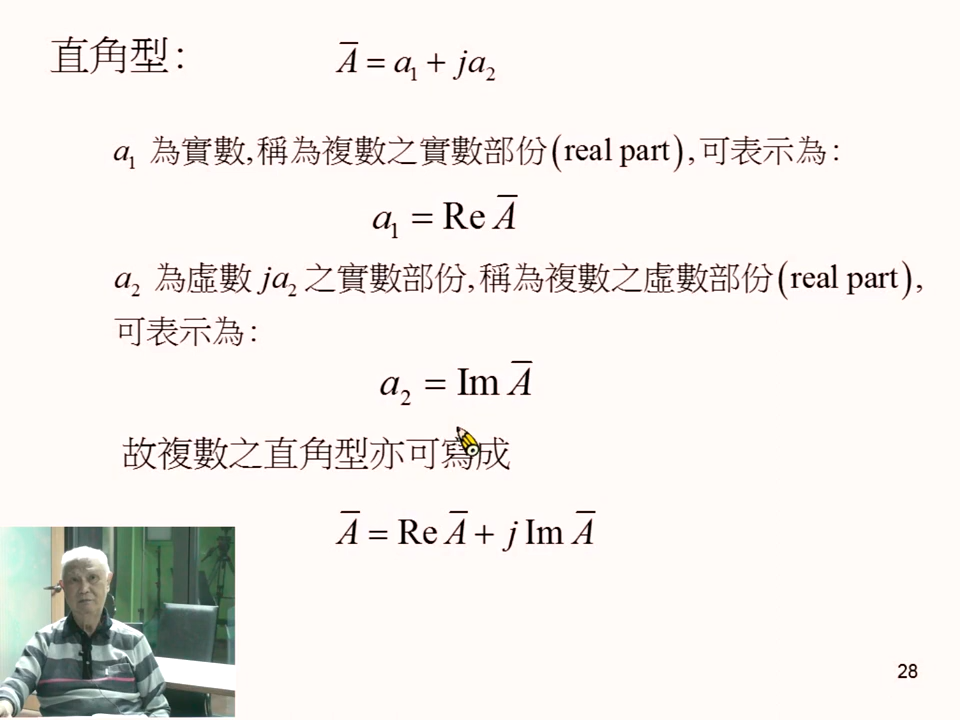 直角型: A̅ = a₁ + ja₂
a₁ 為實數,稱為複數之實數部份(real part),可表示為:
a₁ = Re A̅
a₂ 為虛數 ja₂ 之實數部份,稱為複數之虛數部份(real part),
可表示為:
a₂ = Im A̅
故複數之直角型亦可寫成
A̅ = Re A̅ + j Im A̅
28